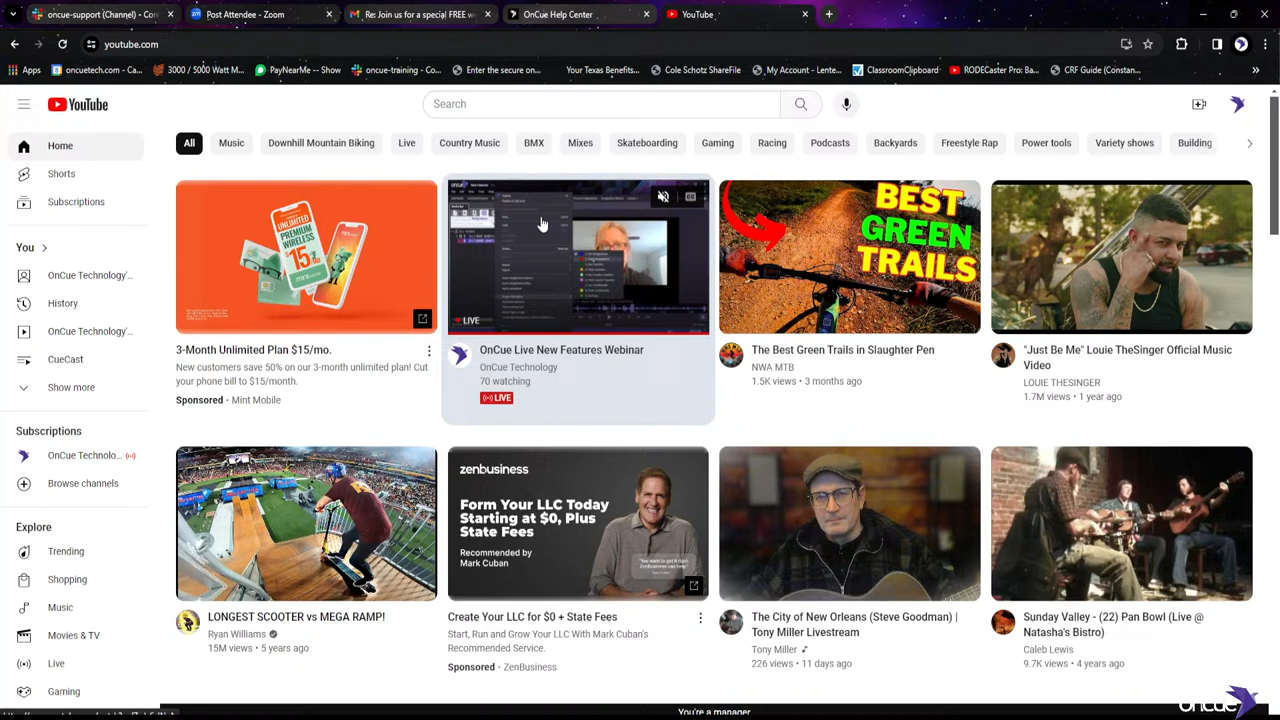 oncue-support (Channel) - Con
Post Attendee - Zoom
Re: Join us for a special FREE w
OnCue Help Center
YouTube
youtube.com
Apps
oncuetech.com - Ca...
3000 / 5000 Watt M...
PayNearMe -- Show
oncue-training - Co...
Enter the secure on...
Your Texas Benefits...
Cole Schotz ShareFile
My Account - Lente...
ClassroomClipboard
RODECaster Pro: Ba...
CRF Guide (Constan...
YouTube
Search
Home
Shorts
Subscriptions
You
OnCue Technology'...
History
OnCue Technology'...
CueCast
Show more
Subscriptions
OnCue Technolo...
Browse channels
Explore
Trending
Shopping
Music
Movies & TV
Live
Gaming
All
Music
Downhill Mountain Biking
Live
Country Music
BMX
Mixes
Skateboarding
Gaming
Racing
Podcasts
Backyards
Freestyle Rap
Power tools
Variety shows
Building
UNLIMITED
PREMIUM
WIRELESS
$15
3-Month Unlimited Plan $15/mo.
New customers save 50% on our 3-month unlimited plan! Cut
your phone bill to $15/month.
Sponsored • Mint Mobile
CC
LIVE
OnCue Live New Features Webinar
OnCue Technology
70 watching
LIVE
BEST
GREEN
TRAILS
The Best Green Trails in Slaughter Pen
NWA MTB
1.5K views • 3 months ago
"Just Be Me" Louie TheSinger Official Music
Video
LOUIE THESINGER
1.7M views • 1 year ago
LONGEST SCOOTER vs MEGA RAMP!
Ryan Williams
15M views • 5 years ago
zenbusiness
Form Your LLC Today
Starting at $0, Plus
State Fees
Recommended by
Mark Cuban
Create Your LLC for $0 + State Fees
Start, Run and Grow Your LLC With Mark Cuban's
Recommended Service.
Sponsored • ZenBusiness
The City of New Orleans (Steve Goodman) |
Tony Miller Livestream
Tony Miller
226 views • 11 days ago
Sunday Valley - (22) Pan Bowl (Live @
Natasha's Bistro)
Caleb Lewis
9.7K views • 4 years ago
You're a manager
oncue